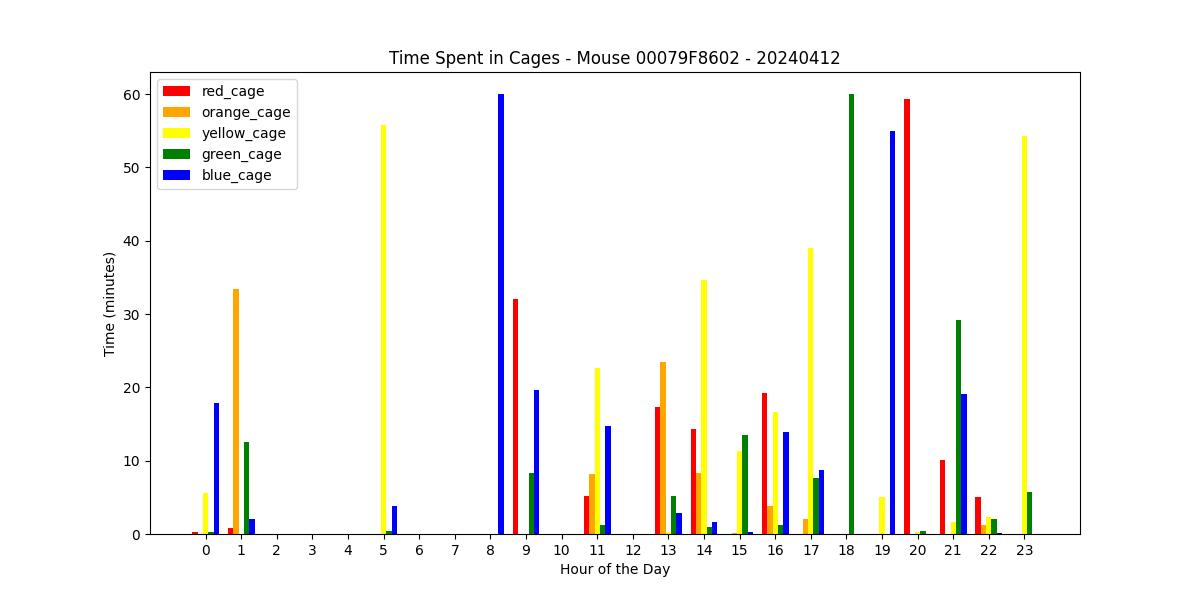 Time Spent in Cages - Mouse 00079F8602 - 20240412
red_cage
orange_cage
yellow_cage
green_cage
blue_cage
Time (minutes)
60
50
40
30
20
10
0
0 1 2 3 4 5 6 7 8 9 10 11 12 13 14 15 16 17 18 19 20 21 22 23
Hour of the Day